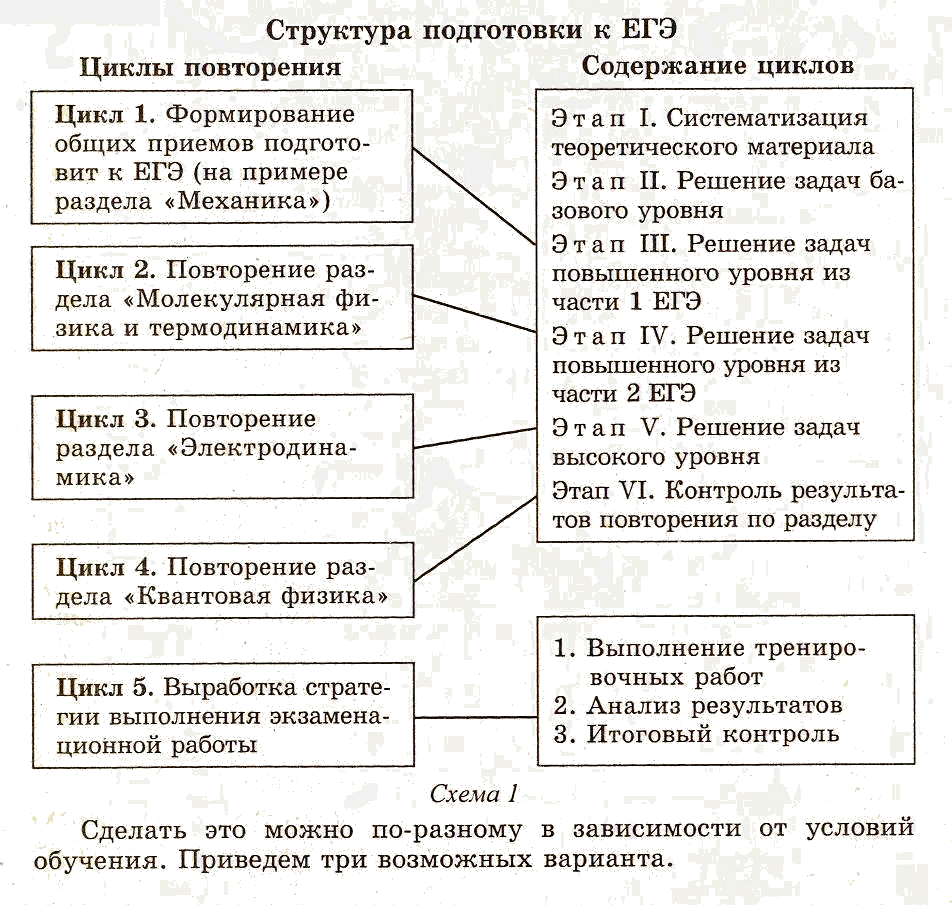 Структура подготовки к ЕГЭ
Циклы повторения
Содержание циклов
Цикл 1. Формирование
общих приемов подгото-
вит к ЕГЭ (на примере
раздела «Механика»)
Цикл 2. Повторение раз-
дела «Молекулярная фи-
зика и термодинамика»
Цикл 3. Повторение
раздела «Электродина-
мика»
Цикл 4. Повторение раз-
дела «Квантовая физика»
Цикл 5. Выработка страте-
гии выполнения экзамена-
ционной работы
Этап I. Систематизация
теоретического материала
Этап II. Решение задач ба-
зового уровня
Этап III. Решение задач
повышенного уровня из
части 1 ЕГЭ
Этап IV. Решение задач
повышенного уровня из
части 2 ЕГЭ
Этап V. Решение задач
высокого уровня
Этап VI. Контроль результа-
тов повторения по разделу
1. Выполнение трениро-
вочных работ
2. Анализ результатов
3. Итоговый контроль
Схема 1
Сделать это можно по-разному в зависимости от условий
обучения. Приведем три возможных варианта.